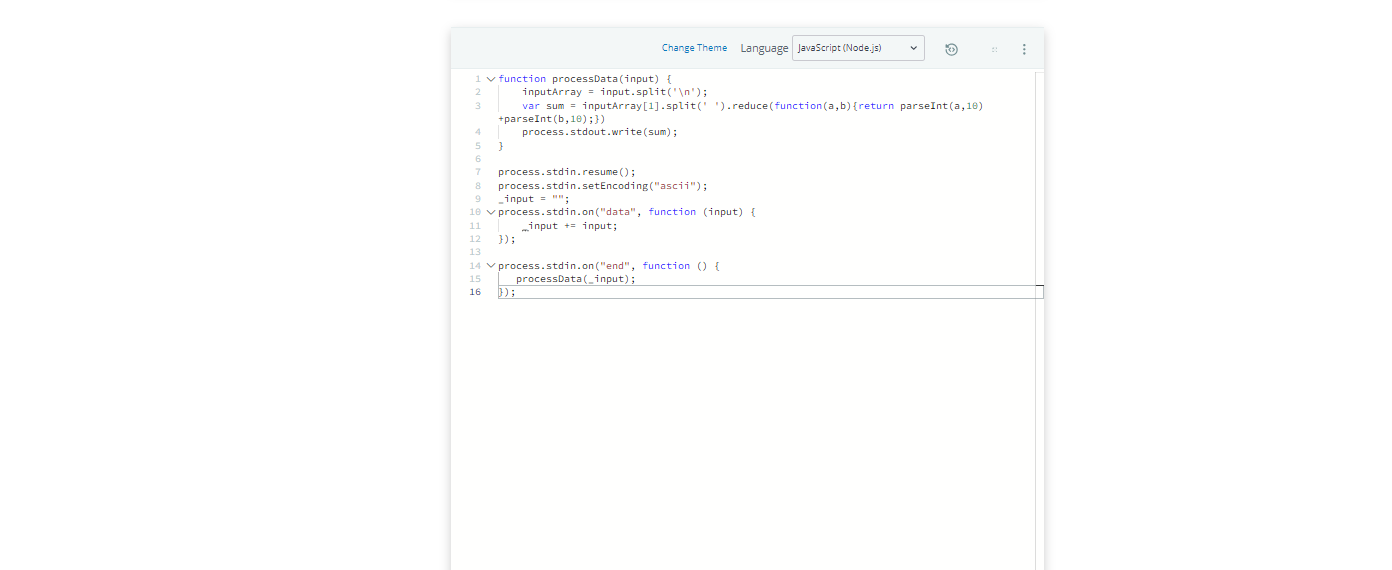 Change Theme Language JavaScript (Node.js)
1 function processData(input) {
2 inputArray = input.split('\n');
3 var sum = inputArray[1].split(' ').reduce(function(a,b){return parseInt(a,10)
+parseInt(b,10);})
4 process.stdout.write(sum);
5 }
6
7 process.stdin.resume();
8 process.stdin.setEncoding("ascii");
9 _input = "";
10 process.stdin.on("data", function (input) {
11 _input += input;
12 });
13
14 process.stdin.on("end", function () {
15 processData(_input);
16 });